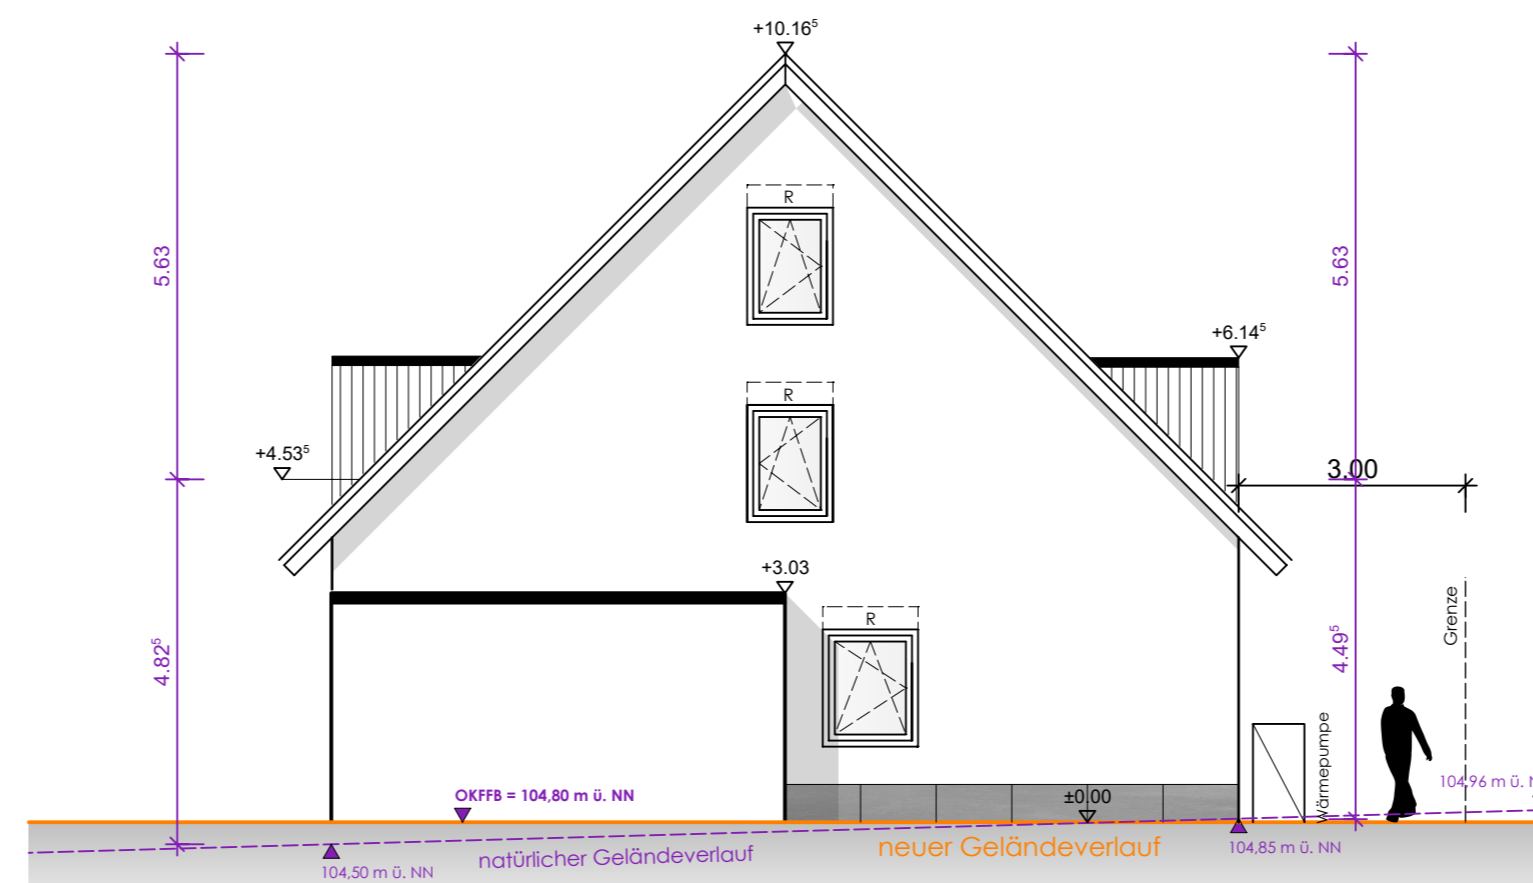 +10.16⁵
R
5.63
5.63
+6.14⁵
R
+4.53⁵
3.00
+3.03
R
Grenze
4.82⁵
4.49⁵
Wärmepumpe
104,96 m ü.
OKFFB = 104,80 m ü. NN
±0.00
natürlicher Geländeverlauf
neuer Geländeverlauf
104,85 m ü. NN
104,50 m ü. NN